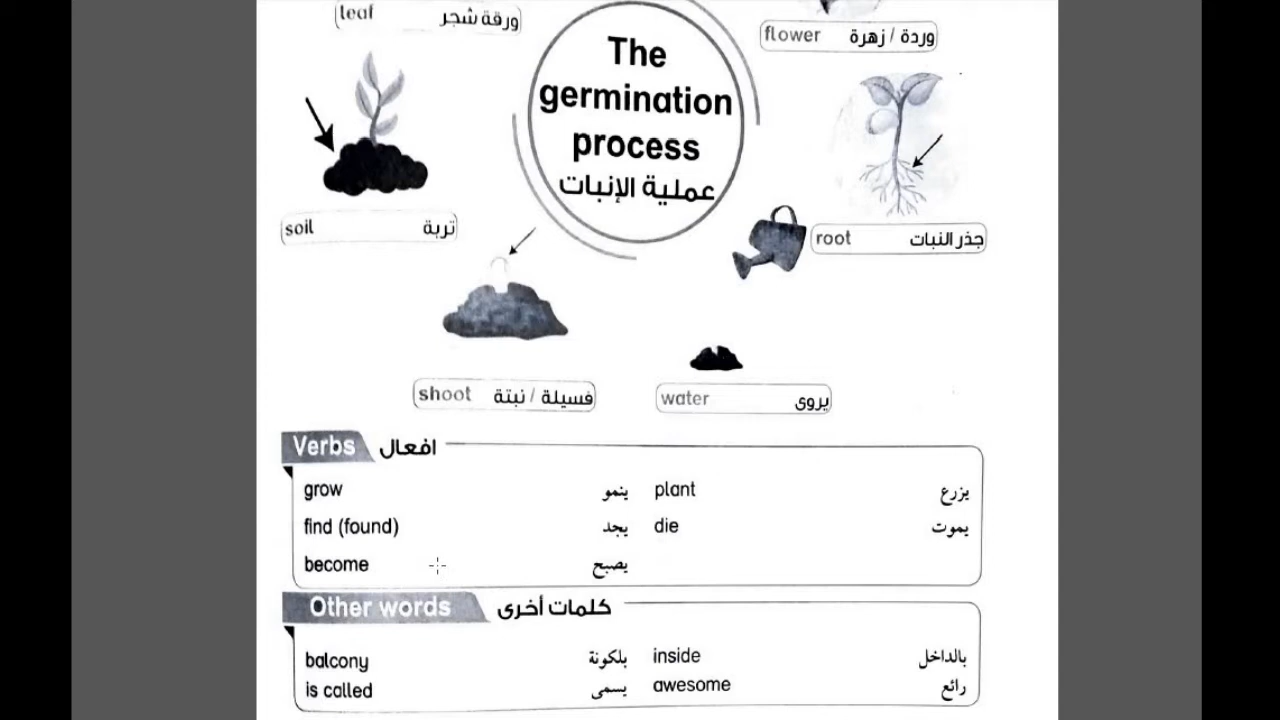 leaf ورقة شجر
flower وردة / زهرة
The
germination
process
عملية الإنبات
soil تربة
root جذر النبات
shoot فسيلة / نبتة
water يروى
Verbs افعال
grow ينمو plant يزرع
find (found) يجد die يموت
become يصبح
Other words كلمات أخرى
balcony بلكونة inside بالداخل
is called يسمى awesome رائع